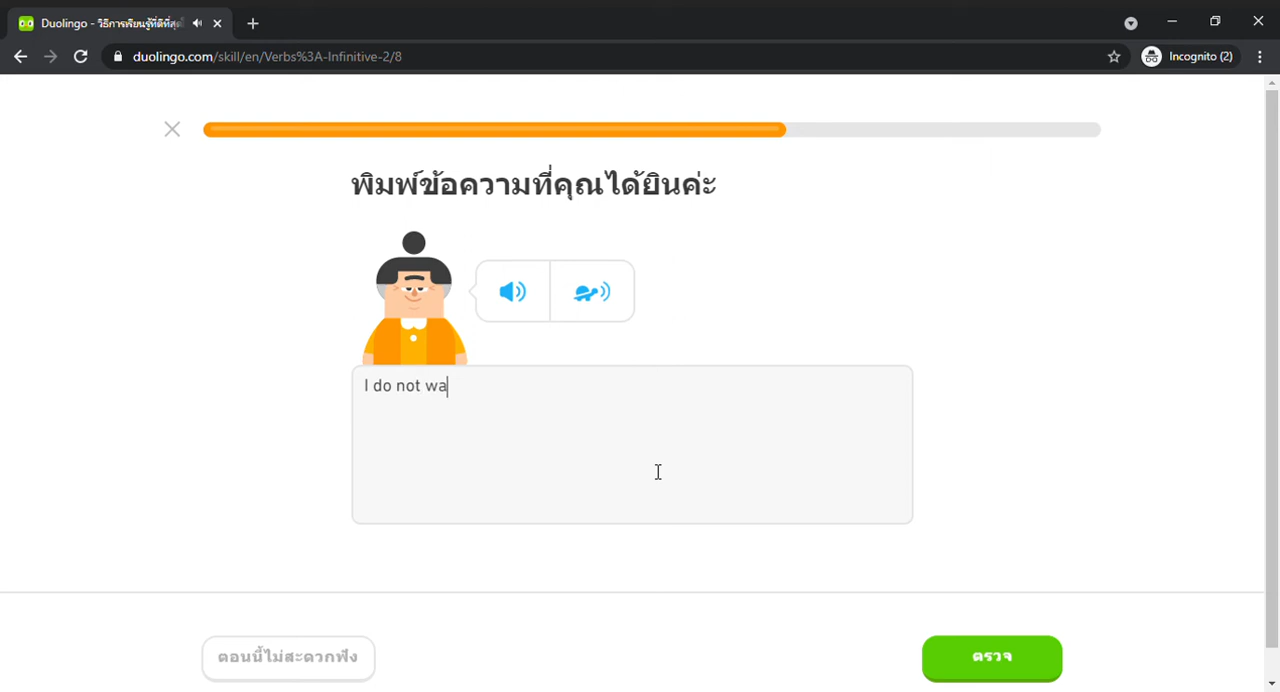 Duolingo - วิธีการเรียนรู้ที่ดีที่สุด
duolingo.com/skill/en/Verbs%3A-Infinitive-2/8
Incognito (2)
พิมพ์ข้อความที่คุณได้ยินค่ะ
I do not wa
ตอนนี้ไม่สะดวกฟัง
ตรวจ